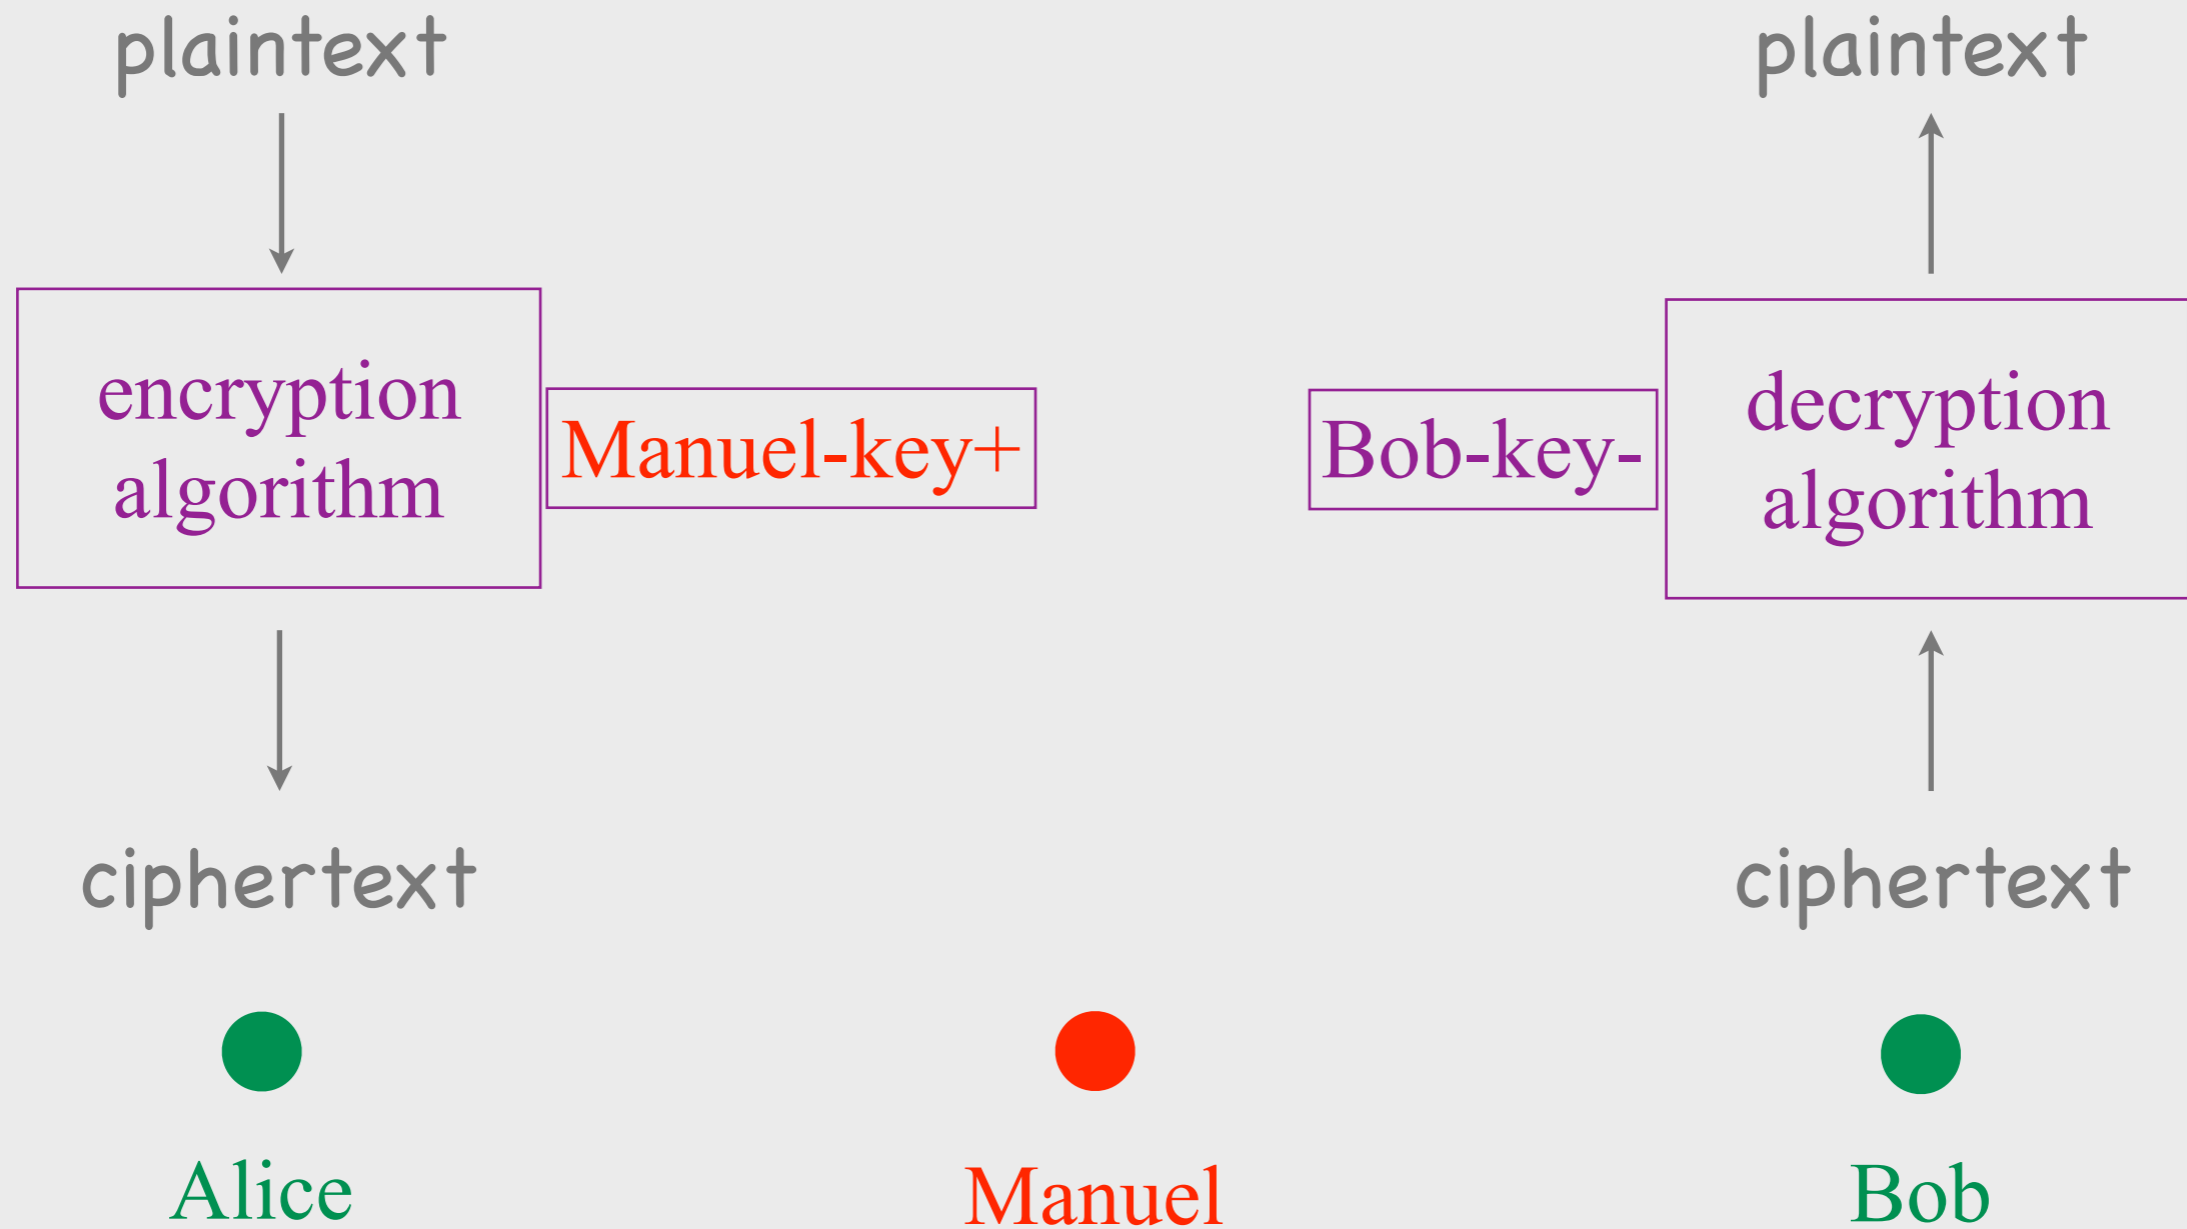 plaintext
plaintext
encryption
algorithm
Manuel-key+
Bob-key-
decryption
algorithm
ciphertext
ciphertext
Alice
Manuel
Bob